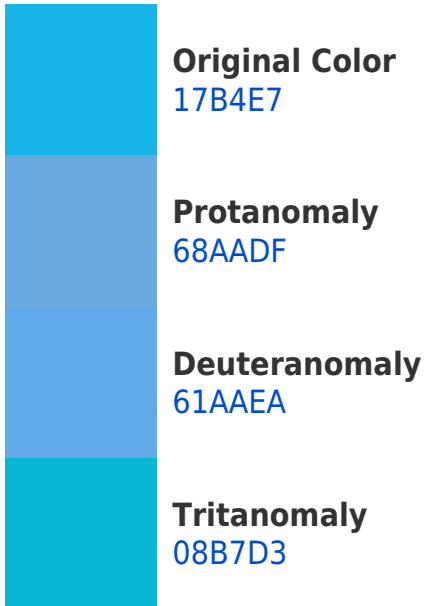 Original Color
17B4E7
Protanomaly
68AADF
Deuteranomaly
61AAEA
Tritanomaly
08B7D3